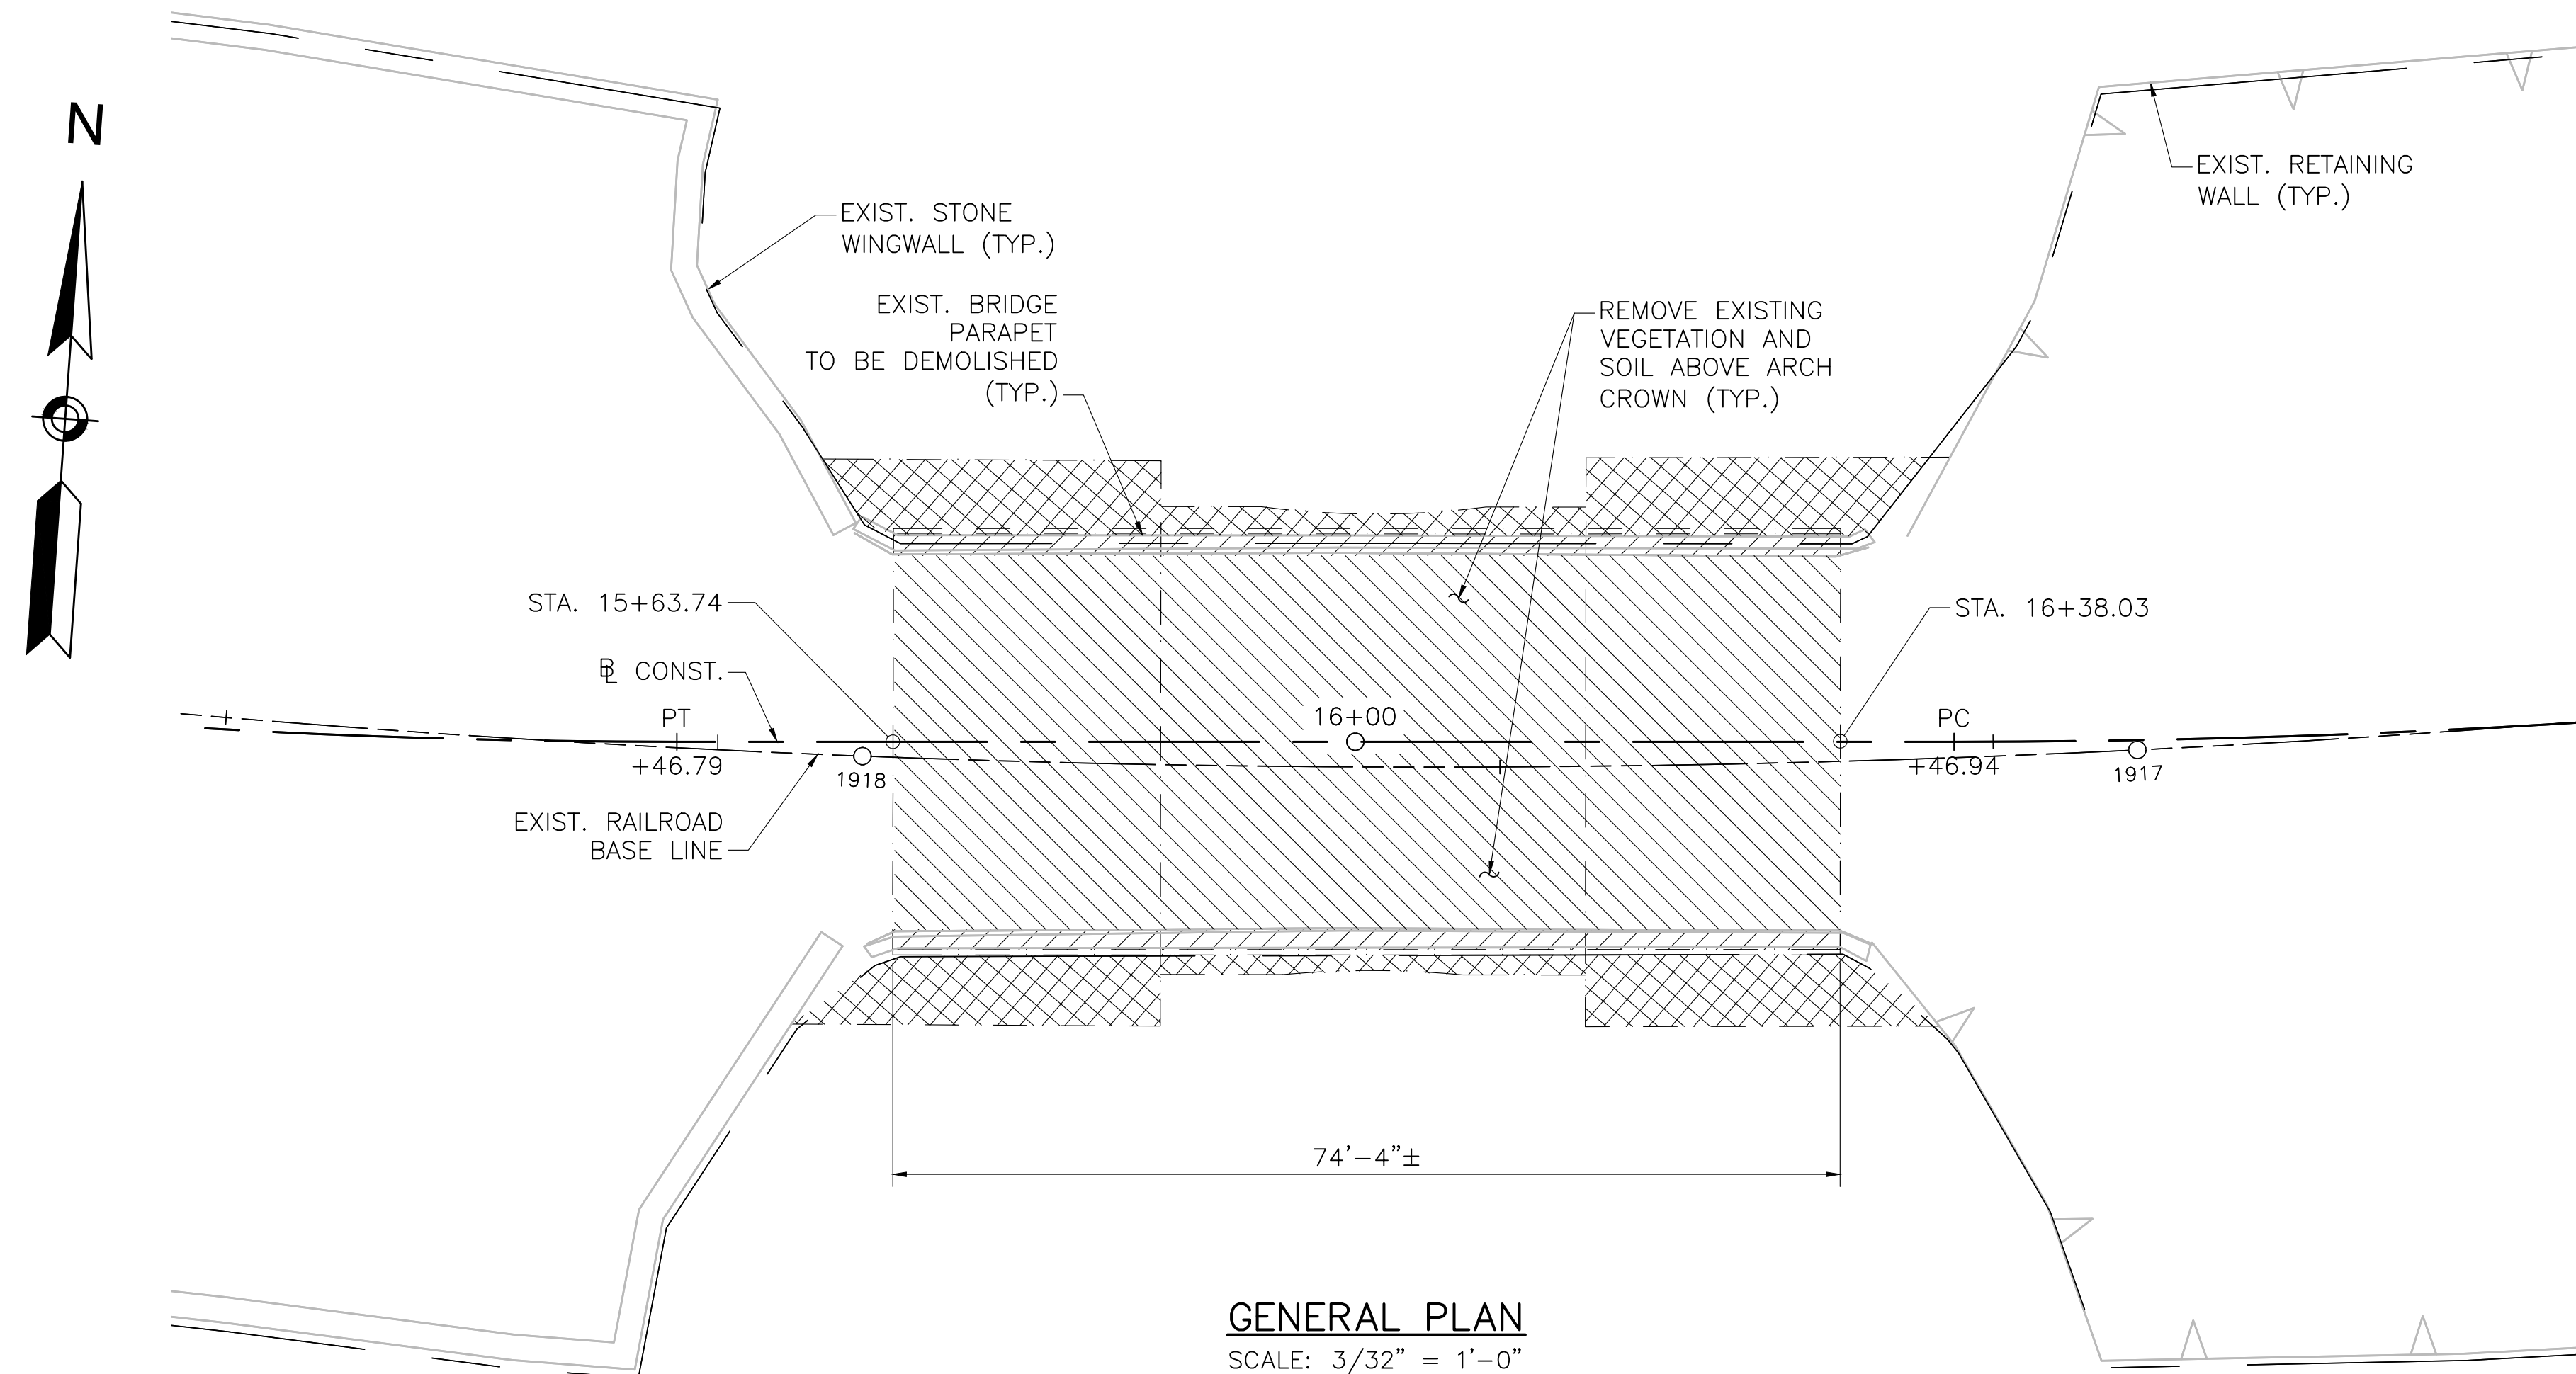 N
EXIST. RETAINING
WALL (TYP.)
EXIST. STONE
WINGWALL (TYP.)
EXIST. BRIDGE
PARAPET
TO BE DEMOLISHED
(TYP.)
REMOVE EXISTING
VEGETATION AND
SOIL ABOVE ARCH
CROWN (TYP.)
STA. 15+63.74
STA. 16+38.03
BL CONST.
PT
+46.79
1918
16+00
PC
+46.94
1917
EXIST. RAILROAD
BASE LINE
74'-4"±
GENERAL PLAN
SCALE: 3/32" = 1'-0"